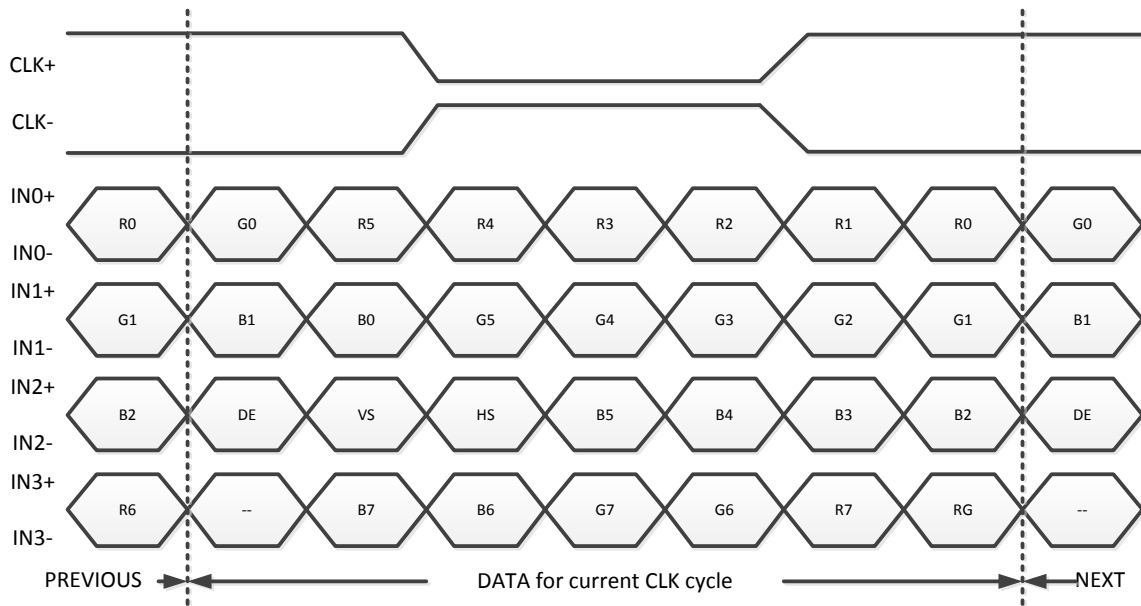 CLK+
CLK-
IN0+
R0 G0 R5 R4 R3 R2 R1 R0 G0
IN0-
IN1+
G1 B1 B0 G5 G4 G3 G2 G1 B1
IN1-
IN2+
B2 DE VS HS B5 B4 B3 B2 DE
IN2-
IN3+
R6 -- B7 B6 G7 G6 R7 RG --
IN3-
PREVIOUS DATA for current CLK cycle NEXT